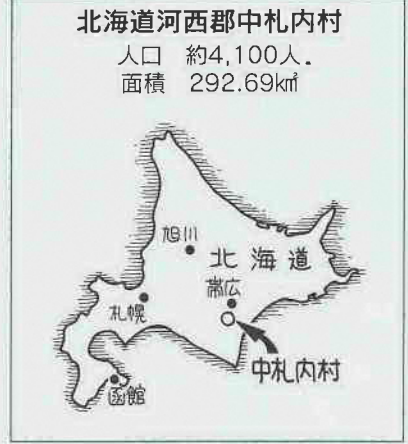 北海道河西郡中札内村
人口　約4,100人.
面積　292.69k㎡
旭川
北海道
帯広
札幌
中札内村
函館